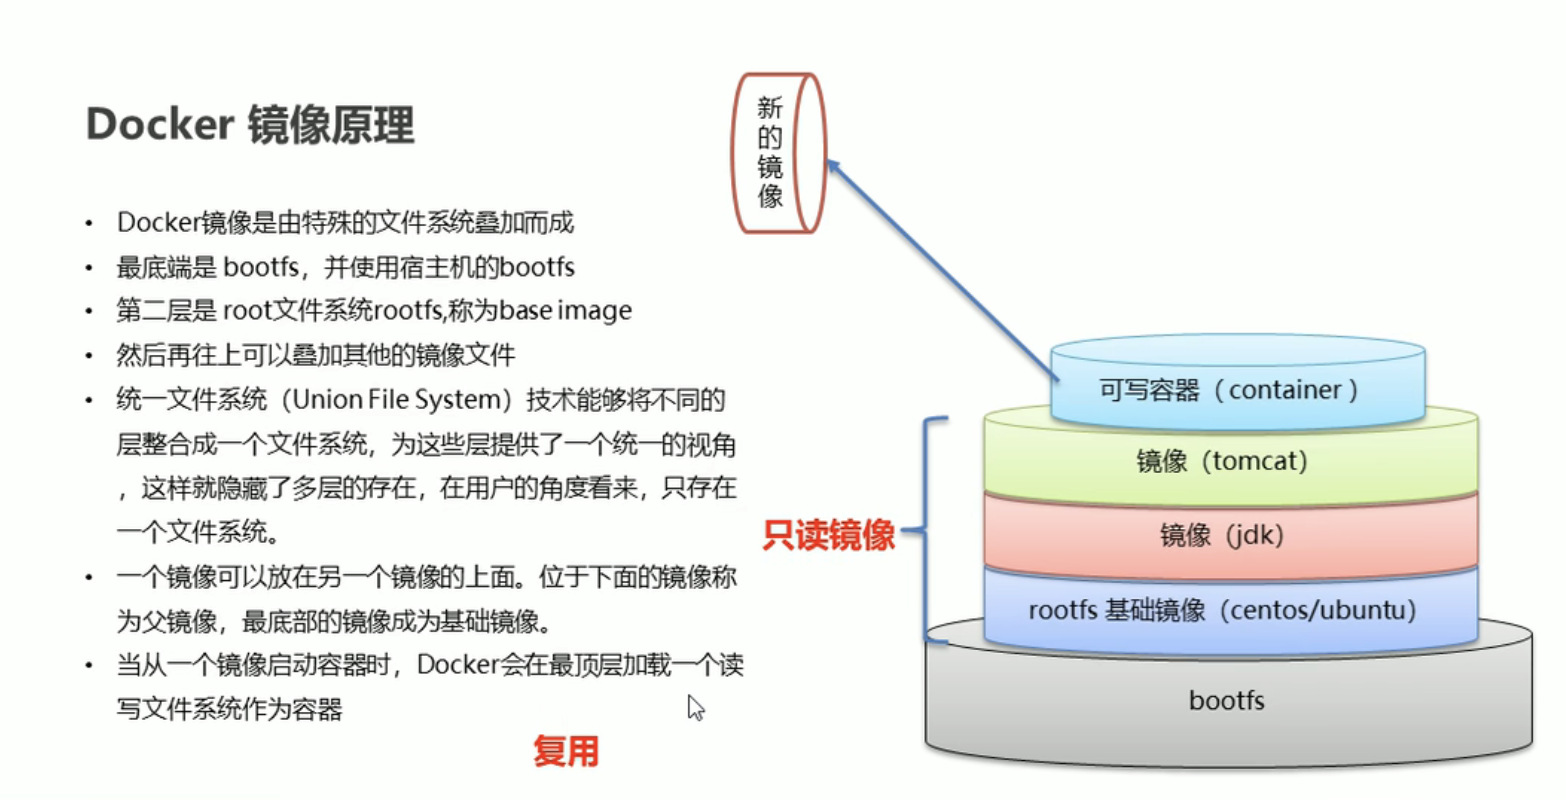 Docker 镜像原理
• Docker镜像是由特殊的文件系统叠加而成
• 最底端是 bootfs，并使用宿主机的bootfs
• 第二层是 root文件系统rootfs,称为base image
• 然后再往上可以叠加其他的镜像文件
• 统一文件系统（Union File System）技术能够将不同的
层整合成一个文件系统，为这些层提供了一个统一的视角
，这样就隐藏了多层的存在，在用户的角度看来，只存在
一个文件系统。
• 一个镜像可以放在另一个镜像的上面。位于下面的镜像称
为父镜像，最底部的镜像成为基础镜像。
• 当从一个镜像启动容器时，Docker会在最顶层加载一个读
写文件系统作为容器
复用
新的镜像
可写容器（container）
镜像（tomcat）
镜像（jdk）
rootfs 基础镜像（centos/ubuntu）
bootfs
只读镜像